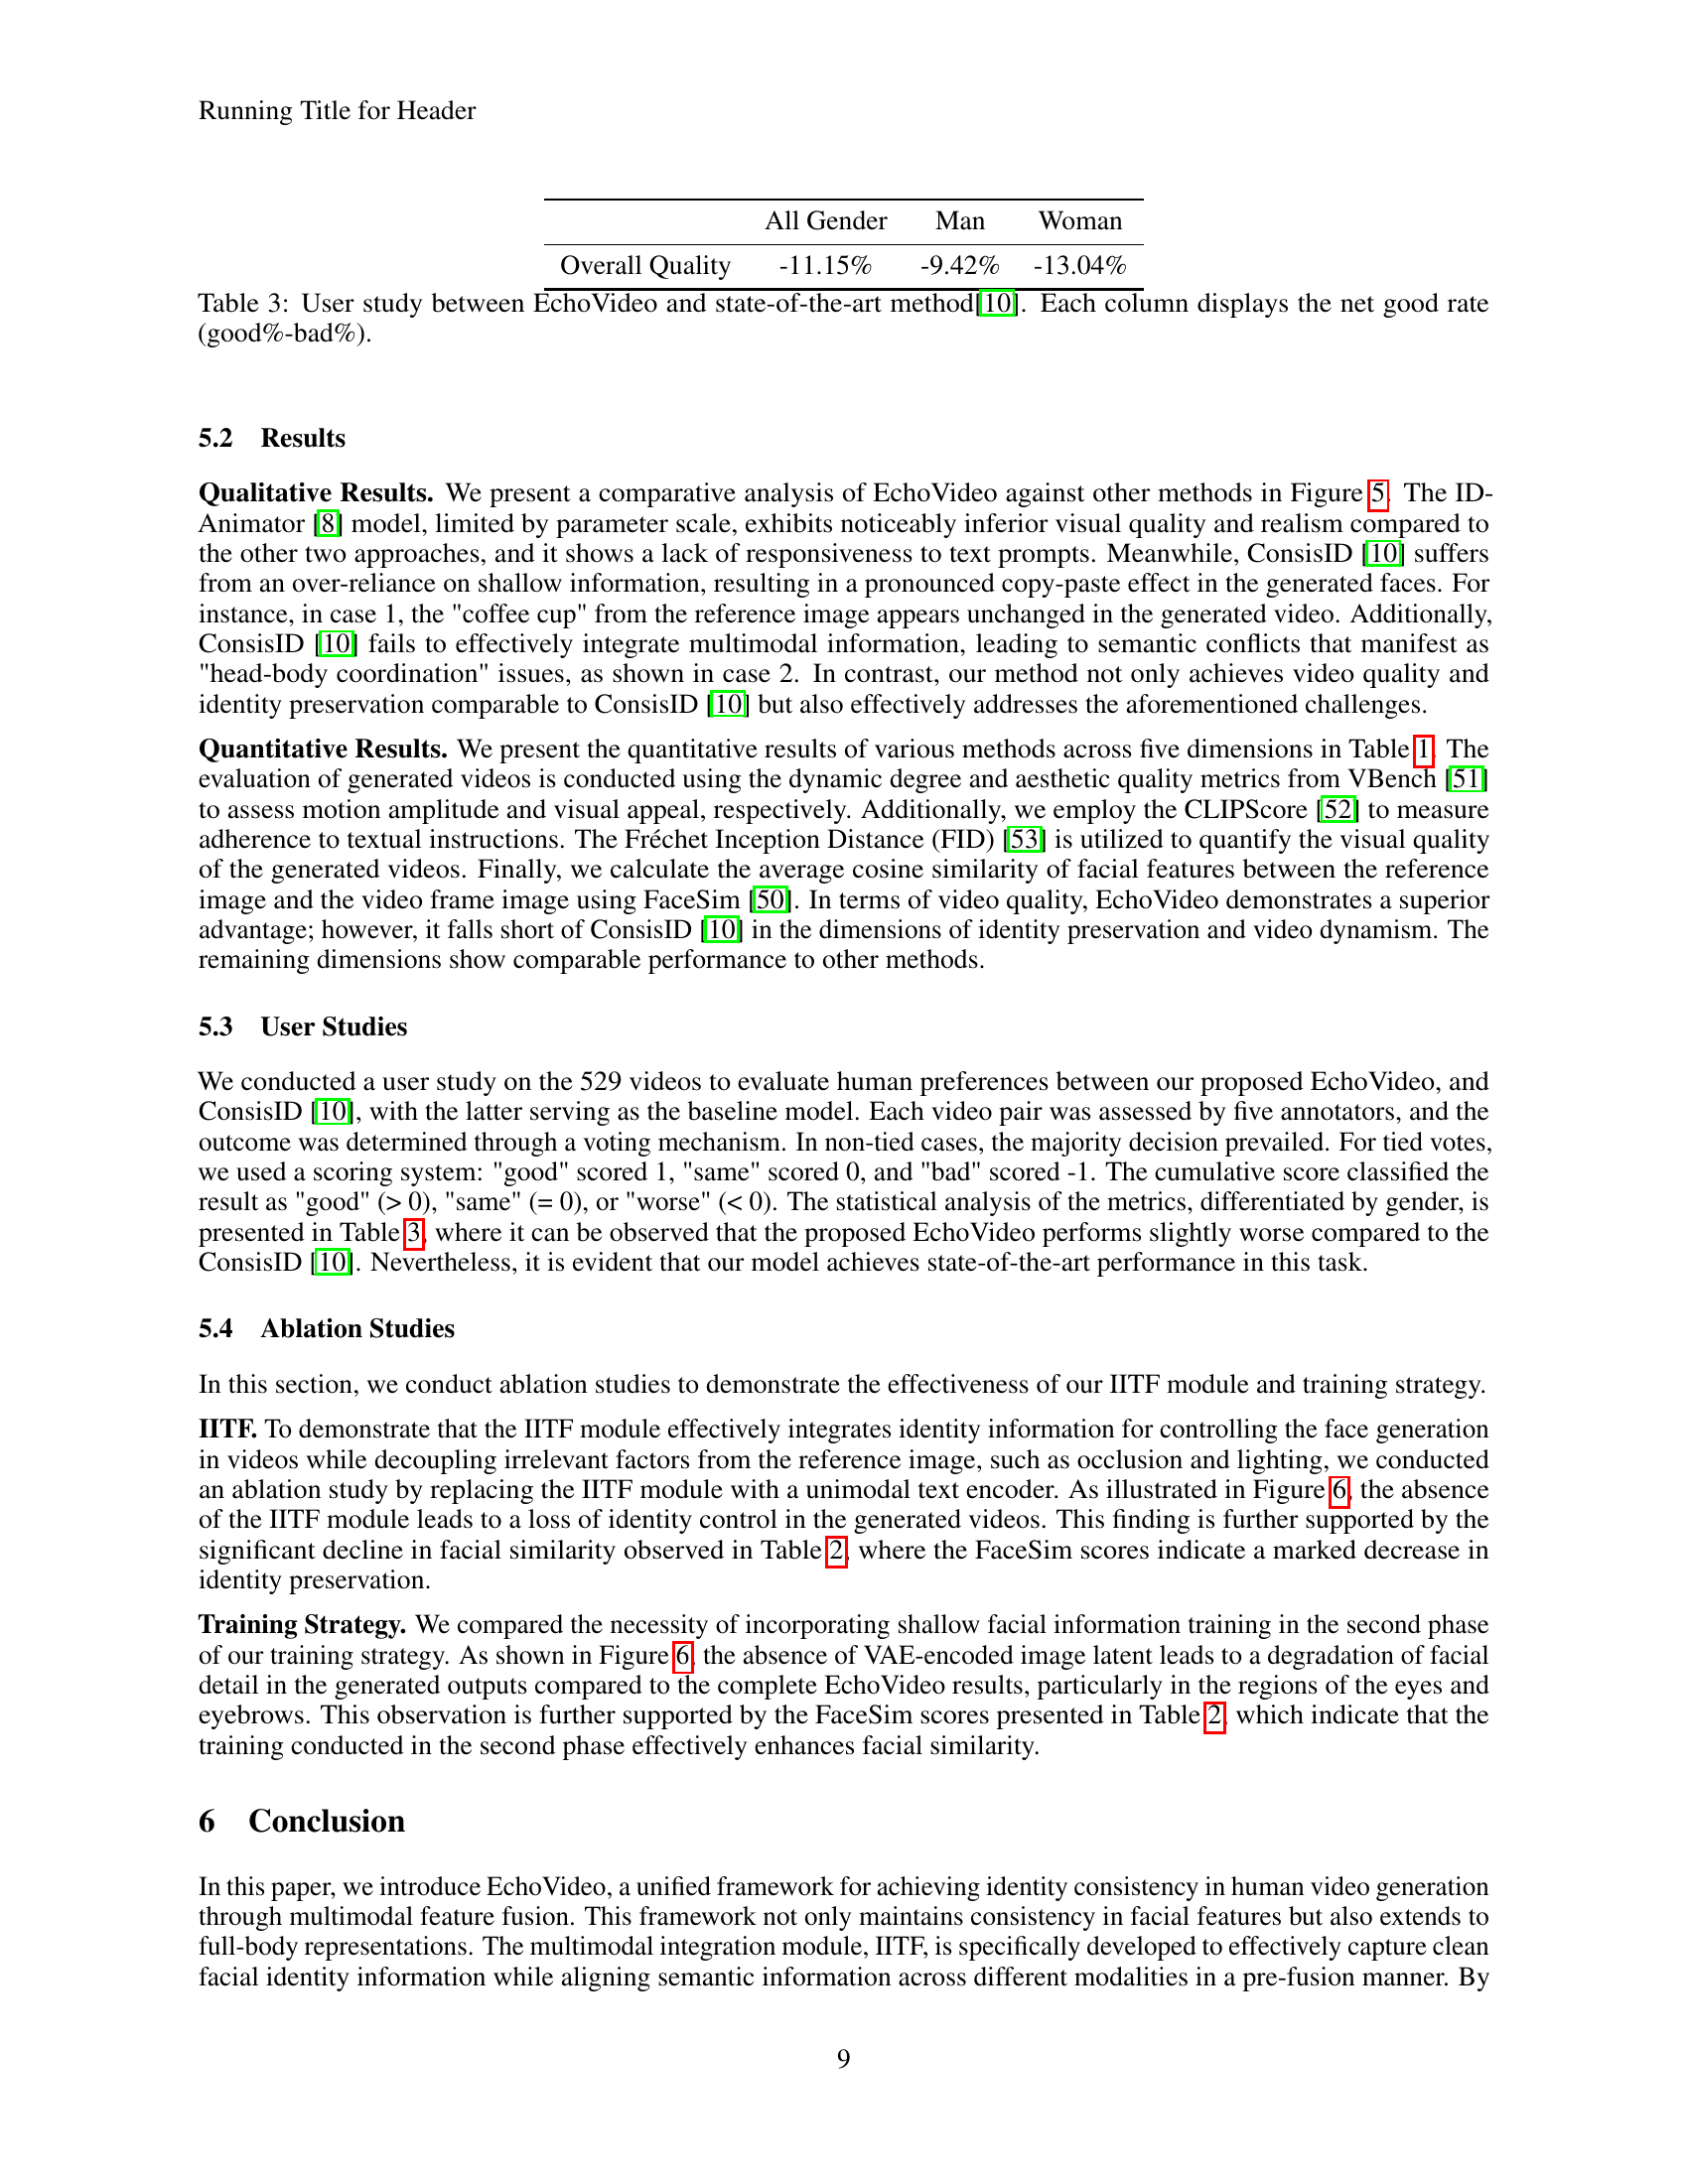 Running Title for Header
All Gender Man Woman
Overall Quality -11.15% -9.42% -13.04%
Table 3: User study between EchoVideo and state-of-the-art method[10]. Each column displays the net good rate
(good%-bad%).
5.2 Results
Qualitative Results. We present a comparative analysis of EchoVideo against other methods in Figure 5. The ID-
Animator [8] model, limited by parameter scale, exhibits noticeably inferior visual quality and realism compared to
the other two approaches, and it shows a lack of responsiveness to text prompts. Meanwhile, ConsisID [10] suffers
from an over-reliance on shallow information, resulting in a pronounced copy-paste effect in the generated faces. For
instance, in case 1, the "coffee cup" from the reference image appears unchanged in the generated video. Additionally,
ConsisID [10] fails to effectively integrate multimodal information, leading to semantic conflicts that manifest as
"head-body coordination" issues, as shown in case 2. In contrast, our method not only achieves video quality and
identity preservation comparable to ConsisID [10] but also effectively addresses the aforementioned challenges.
Quantitative Results. We present the quantitative results of various methods across five dimensions in Table 1. The
evaluation of generated videos is conducted using the dynamic degree and aesthetic quality metrics from VBench [51]
to assess motion amplitude and visual appeal, respectively. Additionally, we employ the CLIPScore [52] to measure
adherence to textual instructions. The Fréchet Inception Distance (FID) [53] is utilized to quantify the visual quality
of the generated videos. Finally, we calculate the average cosine similarity of facial features between the reference
image and the video frame image using FaceSim [50]. In terms of video quality, EchoVideo demonstrates a superior
advantage; however, it falls short of ConsisID [10] in the dimensions of identity preservation and video dynamism. The
remaining dimensions show comparable performance to other methods.
5.3 User Studies
We conducted a user study on the 529 videos to evaluate human preferences between our proposed EchoVideo, and
ConsisID [10], with the latter serving as the baseline model. Each video pair was assessed by five annotators, and the
outcome was determined through a voting mechanism. In non-tied cases, the majority decision prevailed. For tied votes,
we used a scoring system: "good" scored 1, "same" scored 0, and "bad" scored -1. The cumulative score classified the
result as "good" (> 0), "same" (= 0), or "worse" (< 0). The statistical analysis of the metrics, differentiated by gender, is
presented in Table 3, where it can be observed that the proposed EchoVideo performs slightly worse compared to the
ConsisID [10]. Nevertheless, it is evident that our model achieves state-of-the-art performance in this task.
5.4 Ablation Studies
In this section, we conduct ablation studies to demonstrate the effectiveness of our IITF module and training strategy.
IITF. To demonstrate that the IITF module effectively integrates identity information for controlling the face generation
in videos while decoupling irrelevant factors from the reference image, such as occlusion and lighting, we conducted
an ablation study by replacing the IITF module with a unimodal text encoder. As illustrated in Figure 6, the absence
of the IITF module leads to a loss of identity control in the generated videos. This finding is further supported by the
significant decline in facial similarity observed in Table 2, where the FaceSim scores indicate a marked decrease in
identity preservation.
Training Strategy. We compared the necessity of incorporating shallow facial information training in the second phase
of our training strategy. As shown in Figure 6, the absence of VAE-encoded image latent leads to a degradation of facial
detail in the generated outputs compared to the complete EchoVideo results, particularly in the regions of the eyes and
eyebrows. This observation is further supported by the FaceSim scores presented in Table 2, which indicate that the
training conducted in the second phase effectively enhances facial similarity.
6 Conclusion
In this paper, we introduce EchoVideo, a unified framework for achieving identity consistency in human video generation
through multimodal feature fusion. This framework not only maintains consistency in facial features but also extends to
full-body representations. The multimodal integration module, IITF, is specifically developed to effectively capture clean
facial identity information while aligning semantic information across different modalities in a pre-fusion manner. By
9